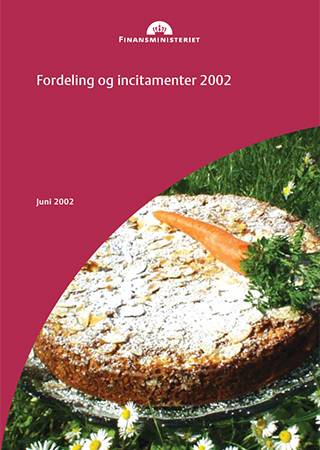 FINANSMINISTERIET
Fordeling og incitamenter 2002
Juni 2002